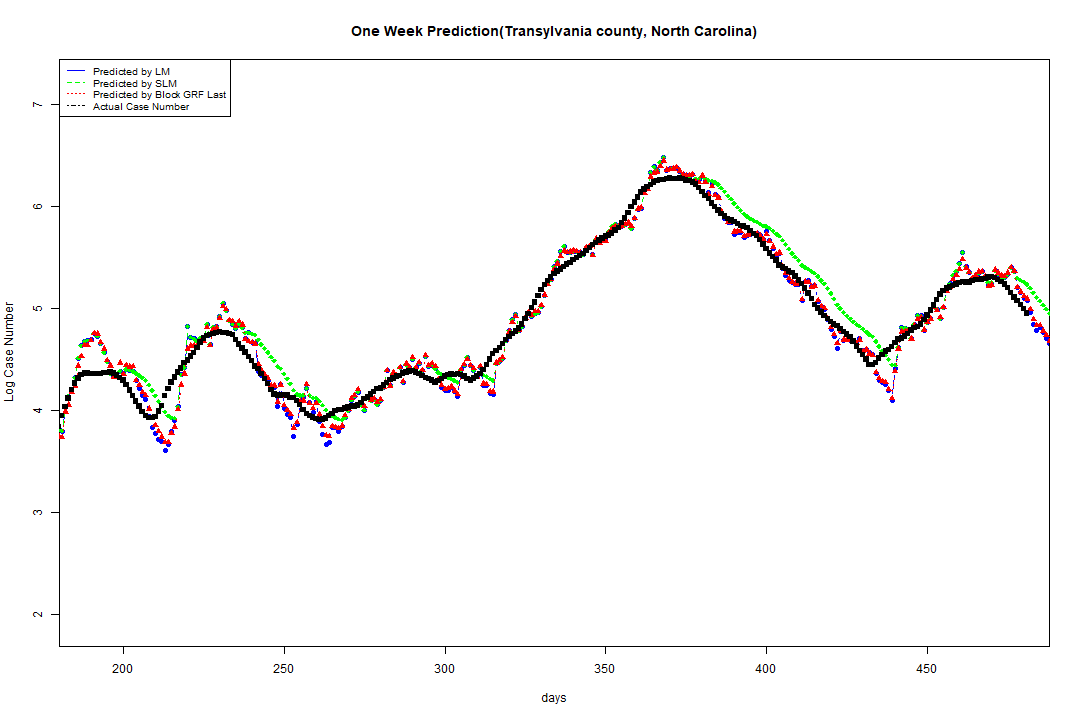 One Week Prediction(Transylvania county, North Carolina)
Predicted by LM
Predicted by SLM
Predicted by Block GRF Last
Actual Case Number
Log Case Number
7
6
5
4
3
2
200 250 300 350 400 450
days